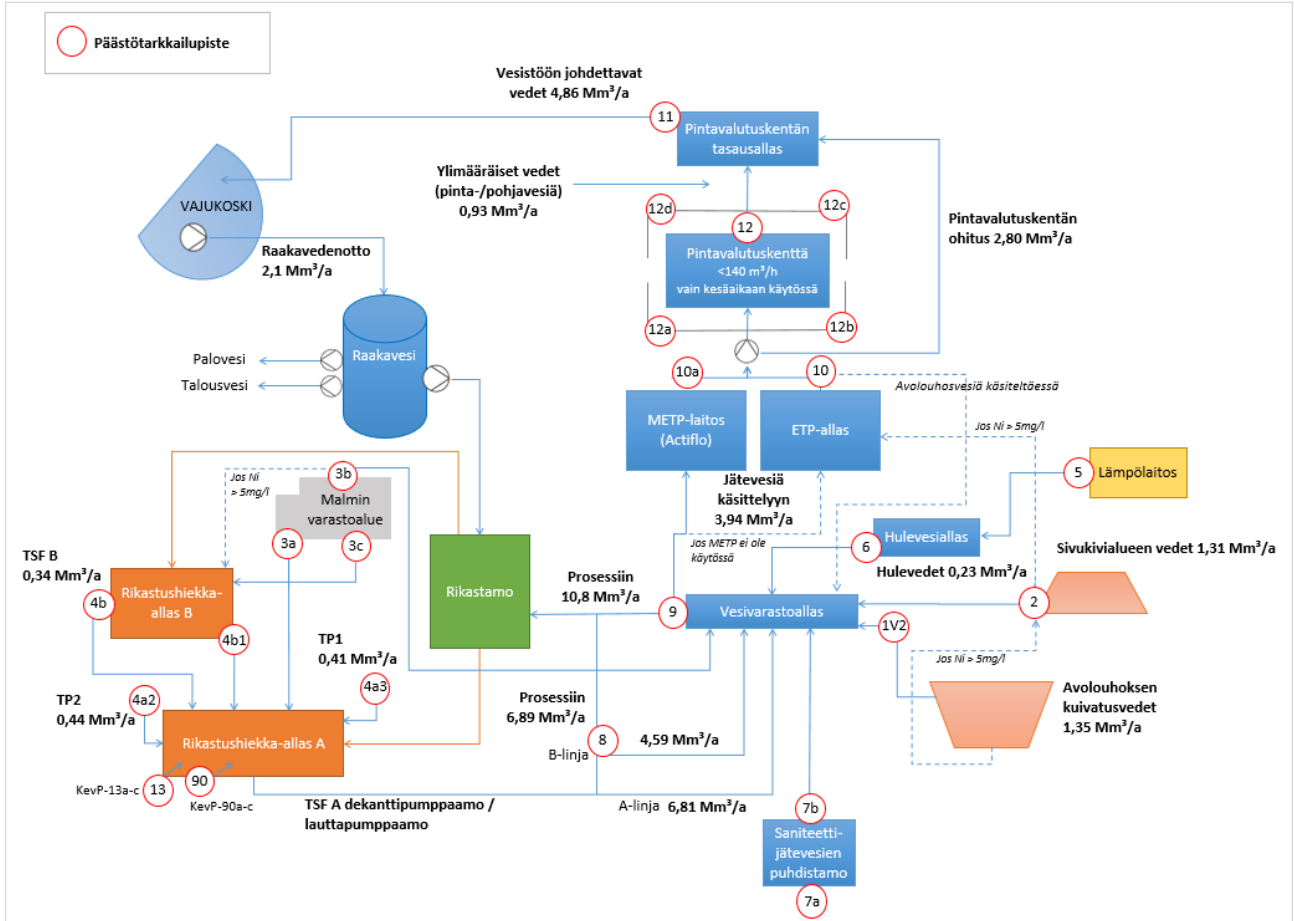 Päästötarkkailupiste
Vesistöön johdettavat
vedet 4,86 Mm³/a
11
Pintavalutuskentän
tasausallas
Ylimääräiset vedet
(pinta-/pohjavesiä)
0,93 Mm³/a
VAJUKOSKI
Raakavedenotto
2,1 Mm³/a
12d
12
12c
Pintavalutuskenttä
<140 m³/h
vain kesäaikaan käytössä
12a
12b
Pintavalutuskentän
ohitus 2,80 Mm³/a
Palovesi
Talousvesi
Raakavesi
10a
10
Avolouhosvesiä käsiteltäessä
METP-laitos
(Actiflo)
ETP-allas
Jos Ni > 5mg/l
Jätevesiä
käsittelyyn
3,94 Mm³/a
Jos METP ei ole
käytössä
5
Lämpölaitos
Hulevesiallas
6
Hulevedet 0,23 Mm³/a
Sivukivialueen vedet 1,31 Mm³/a
2
Jos Ni
> 5mg/l
3b
Malmin
varastoalue
3a
3c
TSF B
0,34 Mm³/a
Rikastushiekka-
allas B
4b
4b1
Rikastamo
Prosessiin
10,8 Mm³/a
9
Vesivarastoallas
1V2
Jos Ni > 5mg/l
Avolouhoksen
kuivatusvedet
1,35 Mm³/a
TP1
0,41 Mm³/a
4a3
TP2
0,44 Mm³/a
4a2
Rikastushiekka-allas A
KevP-13a-c
13
90
KevP-90a-c
Prosessiin
6,89 Mm³/a
8
B-linja
4,59 Mm³/a
TSF A dekanttipumppaamo /
lauttapumppaamo
A-linja
6,81 Mm³/a
7b
Saniteetti-
jätevesien
puhdistamo
7a